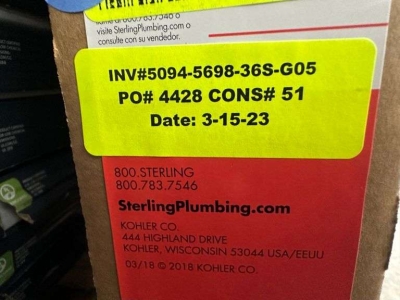 name al 800.783.7546 o
visite SterlingPlumbing.com o
consulte con su vendedor.
INV#5094-5698-36S-G05
PO# 4428 CONS# 51
Date: 3-15-23
800.STERLING
800.783.7546
SterlingPlumbing.com
KOHLER CO.
444 HIGHLAND DRIVE
KOHLER, WISCONSIN 53044 USA/EEUU
03/18 © 2018 KOHLER CO.